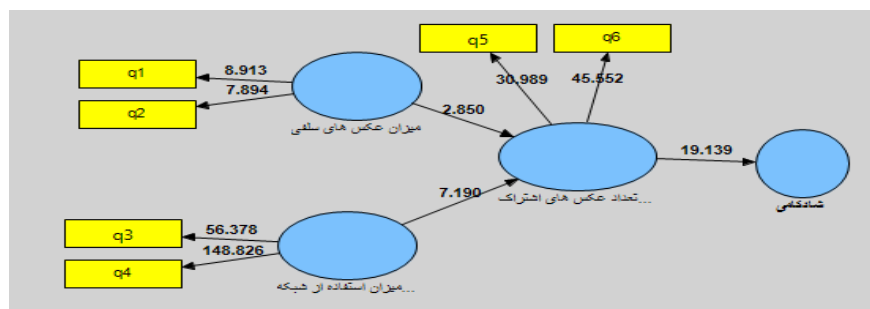 q5
q6
q1
8.913
30.989
45.552
q2
7.894
2.850
میزان عکس های سلفی
19.139
7.190
تعداد عکس های اشتراک...
شادکامی
q3
56.378
q4
148.826
میزان استفاده از شبکه...